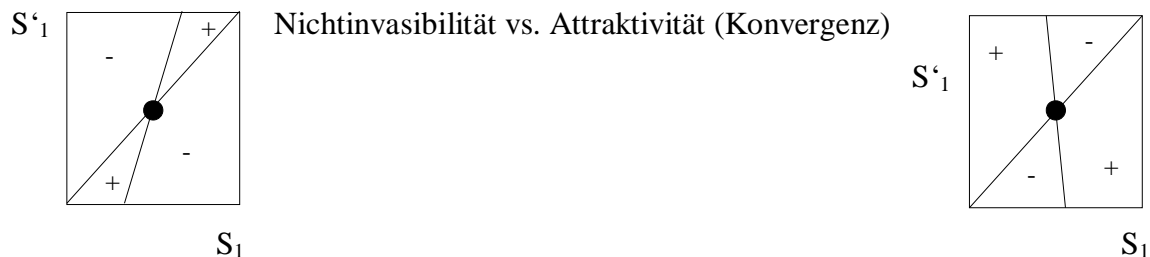 S‘1 Nichtinvasibilität vs. Attraktivität (Konvergenz)
+
-
-
+
S1
S‘1
+
-
-
+
S1